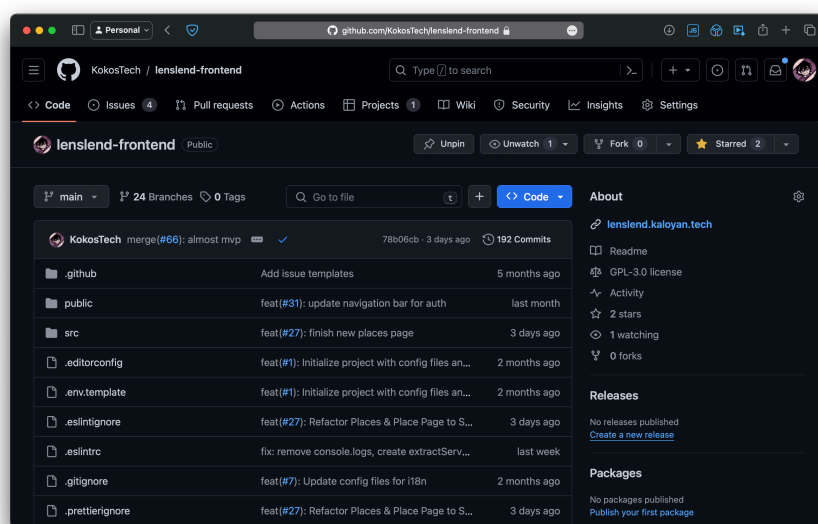 Personal
github.com/KokosTech/lenslend-frontend
KokosTech / lenslend-frontend
Type / to search
Code
Issues 4
Pull requests
Actions
Projects 1
Wiki
Security
Insights
Settings
lenslend-frontend Public
Unpin
Unwatch 1
Fork 0
Starred 2
main
24 Branches
0 Tags
Go to file t
Code
KokosTech merge(#66): almost mvp 78b06cb · 3 days ago 192 Commits
.github Add issue templates 5 months ago
public feat(#31): update navigation bar for auth last month
src feat(#27): finish new places page 3 days ago
.editorconfig feat(#1): Initialize project with config files an... 2 months ago
.env.template feat(#1): Initialize project with config files an... 2 months ago
.eslintignore feat(#27): Refactor Places & Place Page to S... 3 days ago
.eslintrc fix: remove console.logs, create extractServ... last week
.gitignore feat(#7): Update config files for i18n 2 months ago
.prettierignore feat(#27): Refactor Places & Place Page to S... 3 days ago
About
lenslend.kaloyan.tech
Readme
GPL-3.0 license
Activity
2 stars
1 watching
0 forks
Releases
No releases published
Create a new release
Packages
No packages published
Publish your first package